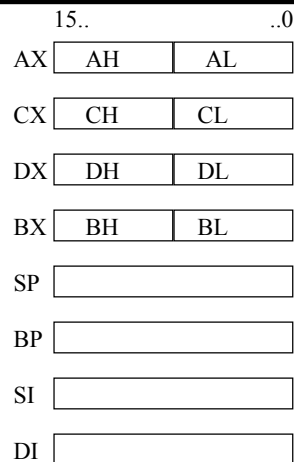 15.. ..0
AX AH AL
CX CH CL
DX DH DL
BX BH BL
SP
BP
SI
DI